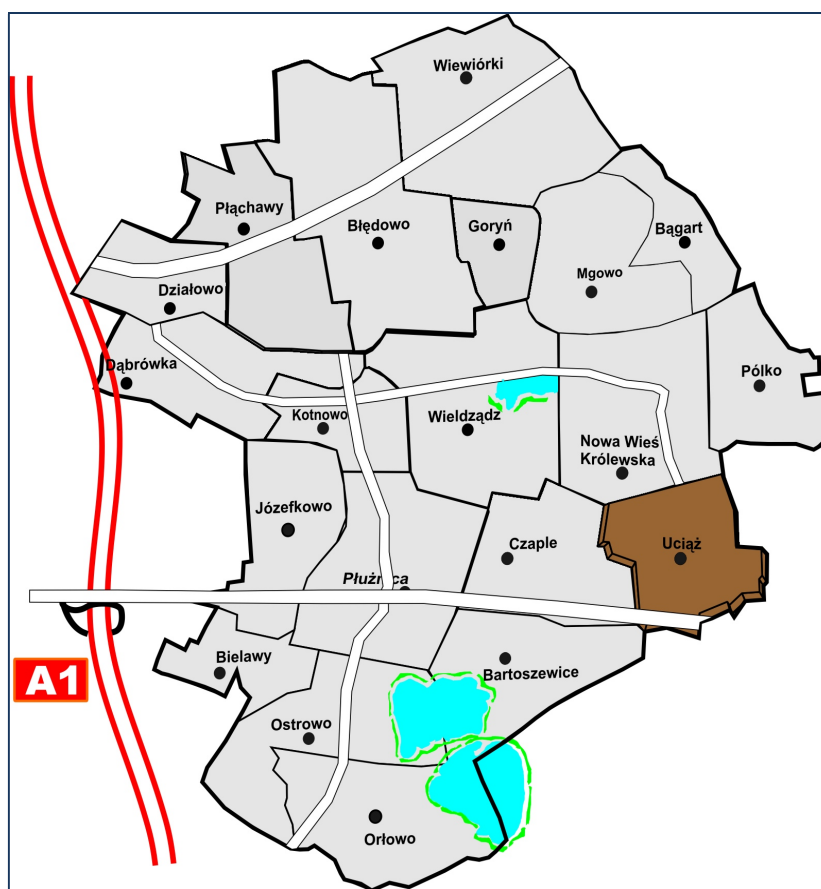 Wiewiórki
Płąchawy
Błędowo
Goryń
Bągart
Mgowo
Działowo
Dąbrówka
Pólko
Kotnowo
Wieldządz
Nowa Wieś
Królewska
Józefkowo
Czaple
Uciąż
Płużnica
Bielawy
Bartoszewice
A1
Ostrowo
Orłowo